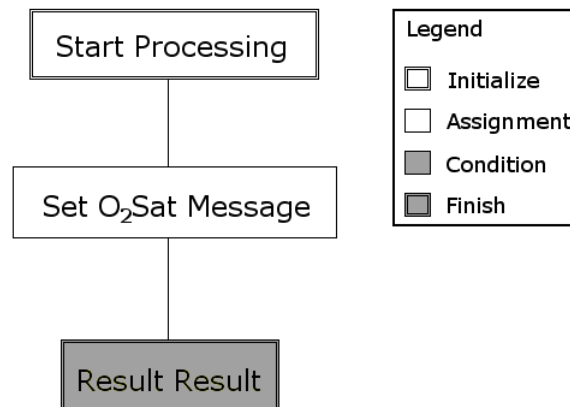 Start Processing
Set O₂Sat Message
Result Result
Legend
Initialize
Assignment
Condition
Finish